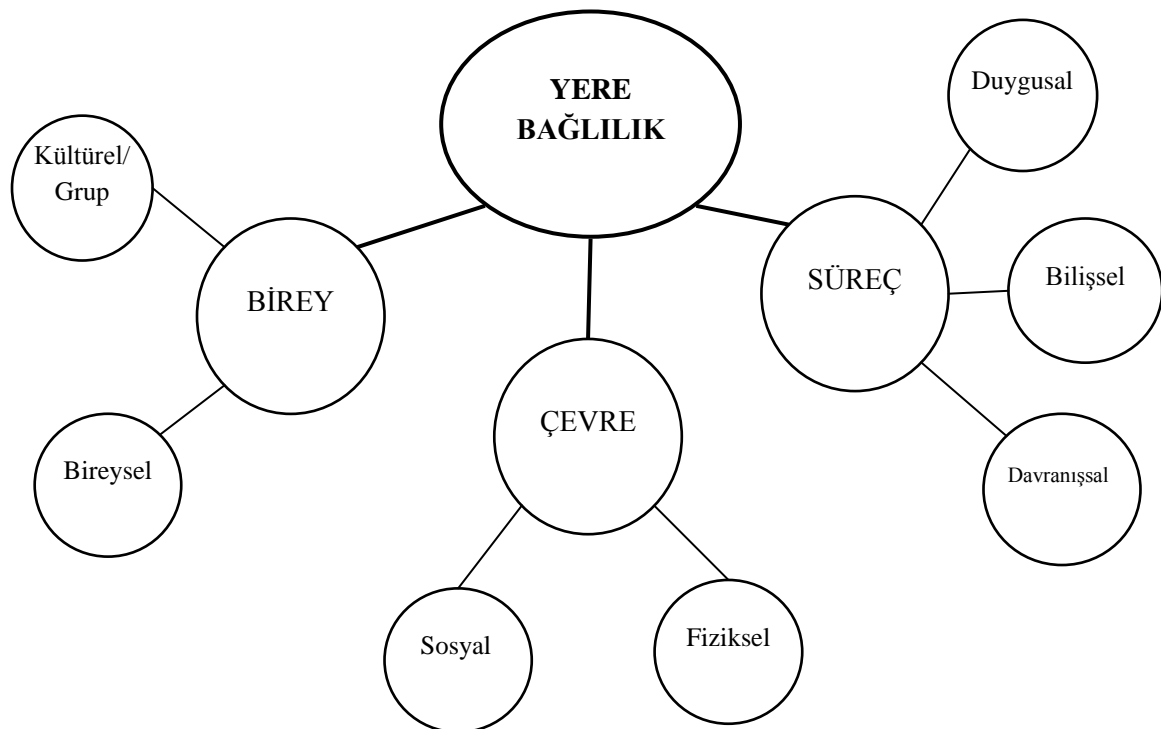 YERE
BAĞLILIK
Duygusal
Kültürel/
Grup
BİREY
SÜREÇ
Bilişsel
Bireysel
ÇEVRE
Davranışsal
Sosyal
Fiziksel